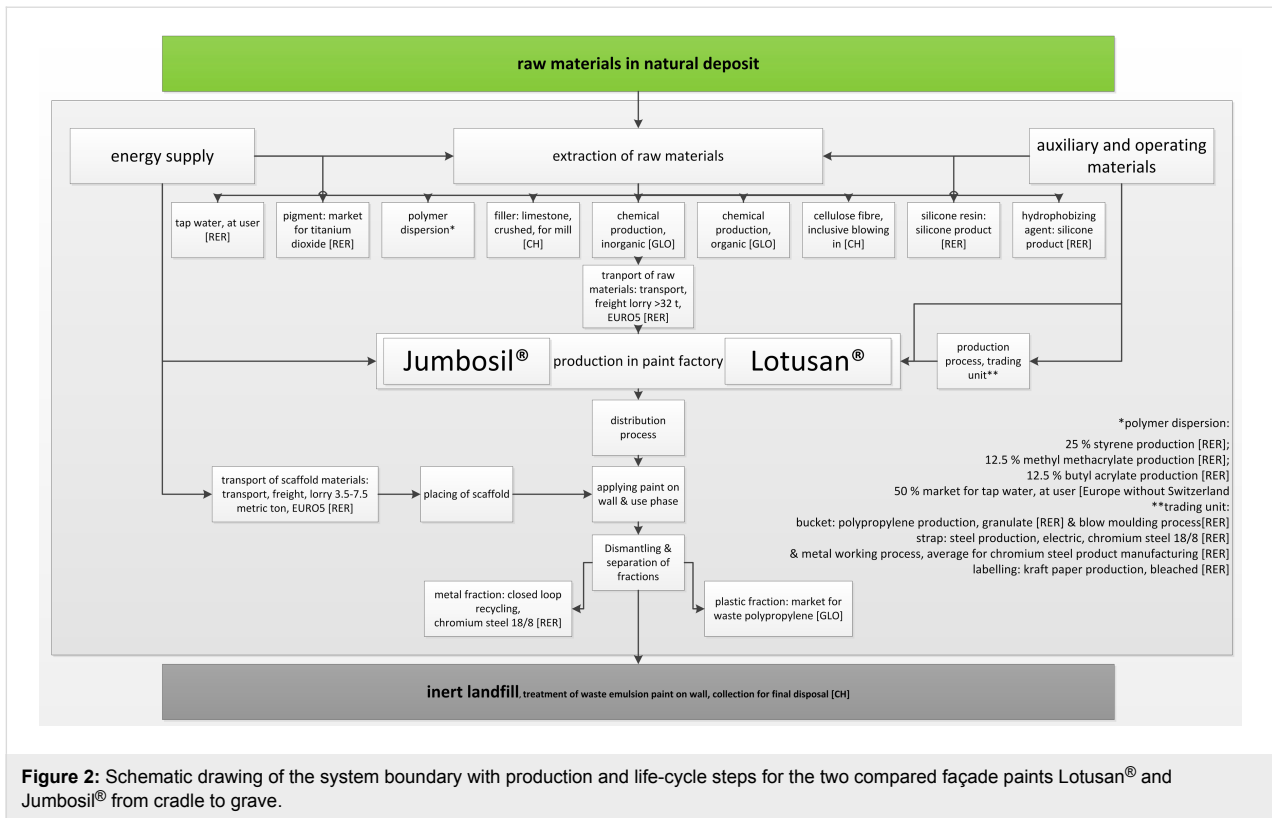 raw materials in natural deposit
energy supply
extraction of raw materials
auxiliary and operating
materials
tap water, at user
[RER]
pigment: market
for titanium
dioxide [RER]
polymer
dispersion*
filler: limestone,
crushed, for mill
[CH]
chemical
production,
inorganic [GLO]
chemical
production,
organic [GLO]
cellulose fibre,
inclusive blowing
in [CH]
silicone resin:
silicone product
[RER]
hydrophobizing
agent: silicone
product [RER]
tranport of raw
materials: transport,
freight lorry >32 t,
EURO5 [RER]
Jumbosil®
production in paint factory
Lotusan®
production
process, trading
unit**
distribution
process
transport of scaffold materials:
transport, freight, lorry 3.5-7.5
metric ton, EURO5 [RER]
placing of scaffold
applying paint on
wall & use phase
Dismantling &
separation of
fractions
metal fraction: closed loop
recycling,
chromium steel 18/8 [RER]
plastic fraction: market for
waste polypropylene [GLO]
*polymer dispersion:
25 % styrene production [RER];
12.5 % methyl methacrylate production [RER];
12.5 % butyl acrylate production [RER]
50 % market for tap water, at user [Europe without Switzerland
**trading unit:
bucket: polypropylene production, granulate [RER] & blow moulding process[RER]
strap: steel production, electric, chromium steel 18/8 [RER]
& metal working process, average for chromium steel product manufacturing [RER]
labelling: kraft paper production, bleached [RER]
inert landfill, treatment of waste emulsion paint on wall, collection for final disposal [CH]
Figure 2: Schematic drawing of the system boundary with production and life-cycle steps for the two compared façade paints Lotusan® and
Jumbosil® from cradle to grave.